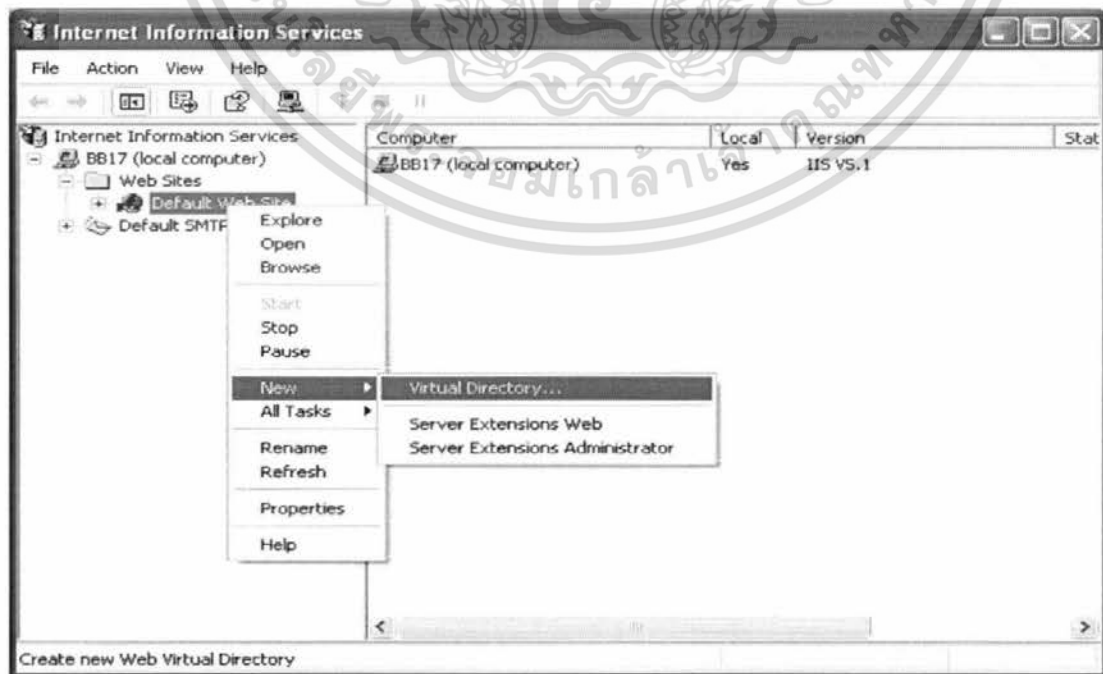 Internet Information Services
File Action View Help
Internet Information Services
BB17 (local computer)
Web Sites
Default Web Site
Default SMTP
Computer Local Version Stat
BB17 (local computer) Yes IIS V5.1
Explore
Open
Browse
Start
Stop
Pause
New
All Tasks
Rename
Refresh
Properties
Help
Virtual Directory...
Server Extensions Web
Server Extensions Administrator
Create new Web Virtual Directory